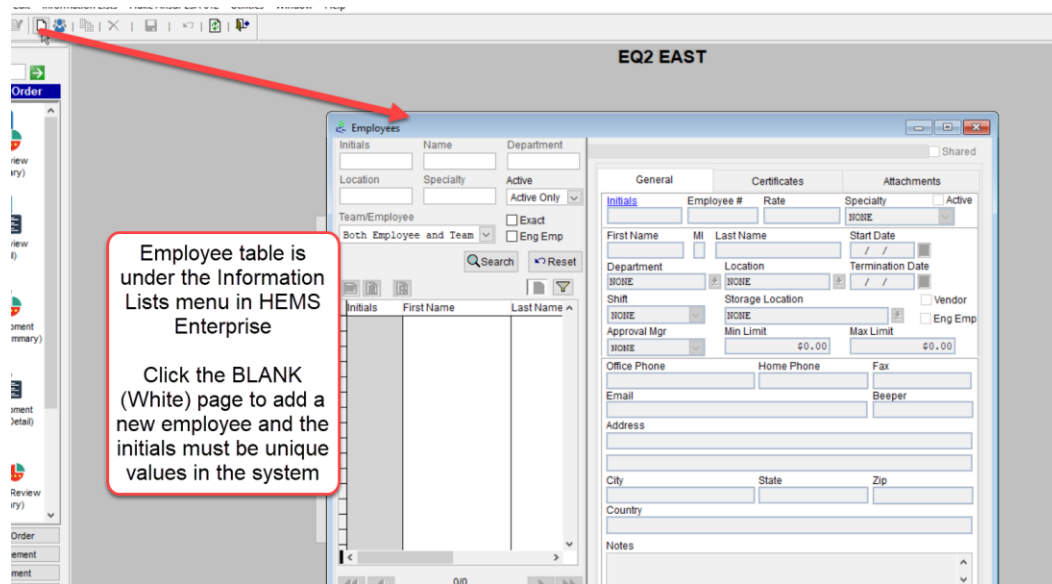 Utilities Window Help
EQ2 EAST
Order
Employees
Initials Name Department
Location Specialty Active
Active Only
Team/Employee
Both Employee and Team
Exact
Eng Emp
Search Reset
Initials First Name Last Name
0/0
Shared
General Certificates Attachments
Initials Employee # Rate Specialty Active
NONE
First Name MI Last Name Start Date
/ /
Department Location Termination Date
NONE NONE / /
Shift Storage Location Vendor
NONE NONE Eng Emp
Approval Mgr Min Limit Max Limit
NONE $0.00 $0.00
Office Phone Home Phone Fax
Email Beeper
Address
City State Zip
Country
Notes
Employee table is
under the Information
Lists menu in HEMS
Enterprise
Click the BLANK
(White) page to add a
new employee and the
initials must be unique
values in the system
Review
Order